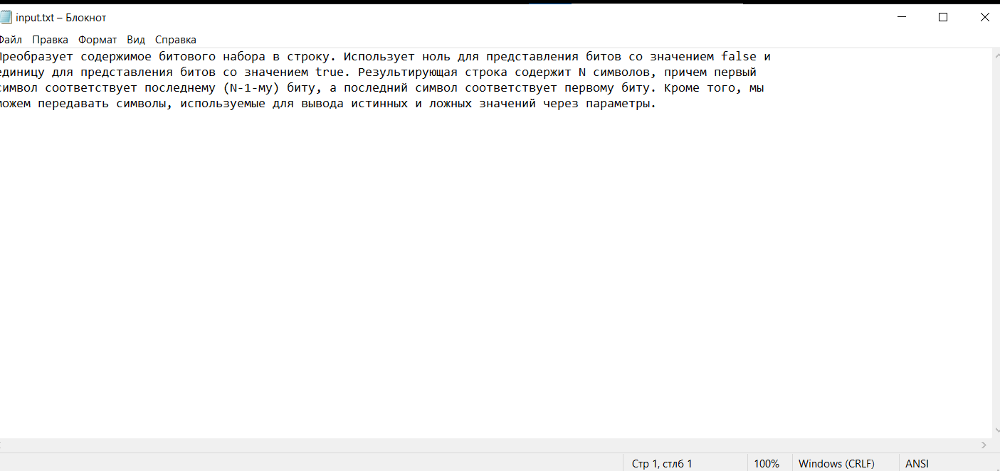 input.txt – Блокнот
Файл Правка Формат Вид Справка
Преобразует содержимое битового набора в строку. Использует ноль для представления битов со значением false и
единицу для представления битов со значением true. Результирующая строка содержит N символов, причем первый
символ соответствует последнему (N-1-му) биту, а последний символ соответствует первому биту. Кроме того, мы
можем передавать символы, используемые для вывода истинных и ложных значений через параметры.
Стр 1, стлб 1 100% Windows (CRLF) ANSI